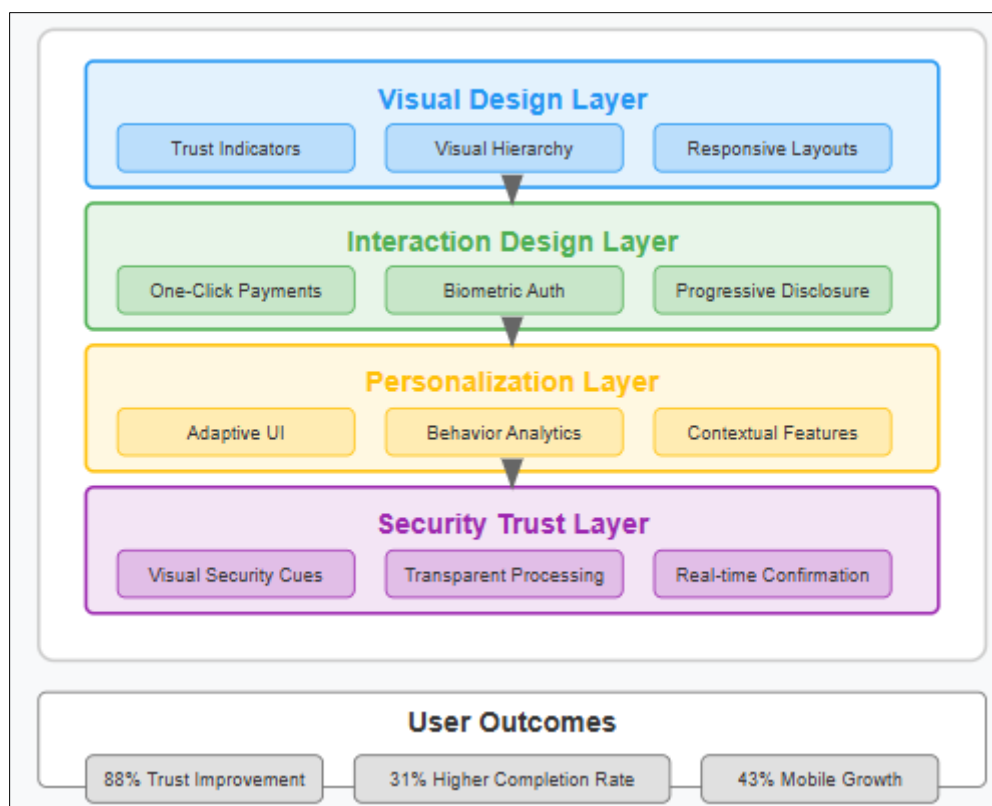 Visual Design Layer
Trust Indicators
Visual Hierarchy
Responsive Layouts
Interaction Design Layer
One-Click Payments
Biometric Auth
Progressive Disclosure
Personalization Layer
Adaptive UI
Behavior Analytics
Contextual Features
Security Trust Layer
Visual Security Cues
Transparent Processing
Real-time Confirmation
User Outcomes
88% Trust Improvement
31% Higher Completion Rate
43% Mobile Growth